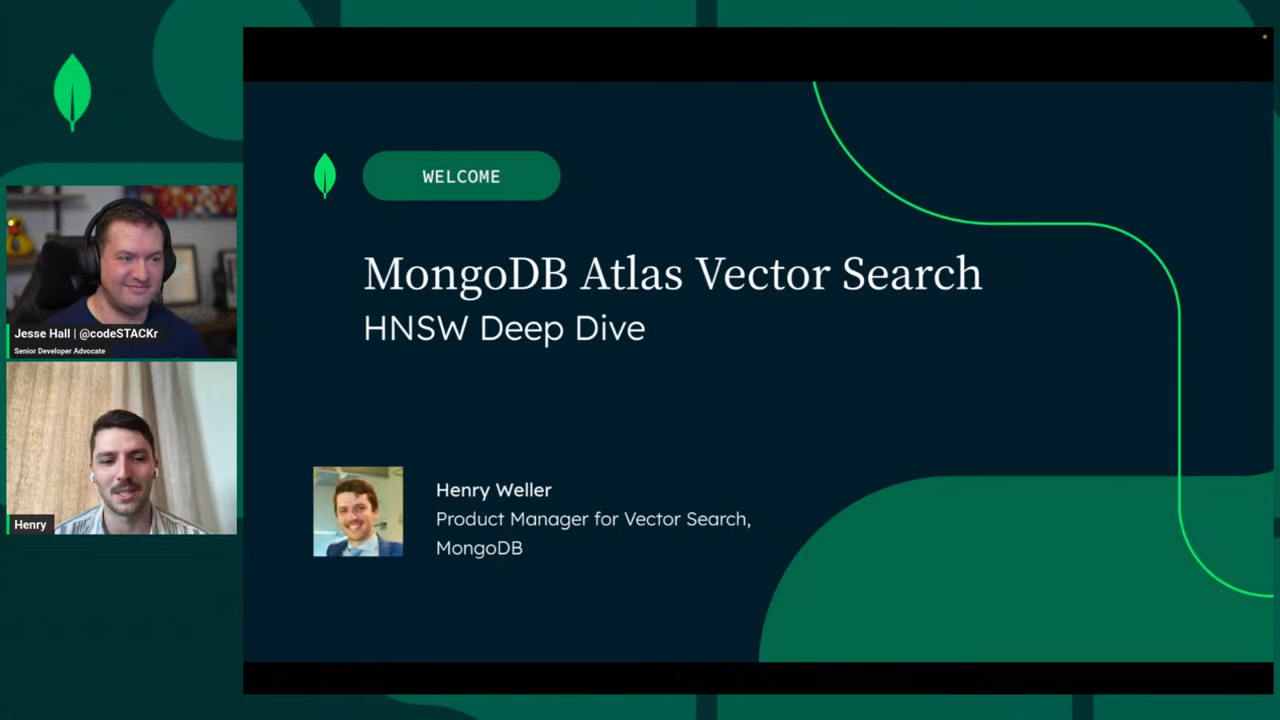 WELCOME
MongoDB Atlas Vector Search
HNSW Deep Dive
Jesse Hall | @codeSTACKr
Senior Developer Advocate
Henry
Henry Weller
Product Manager for Vector Search,
MongoDB